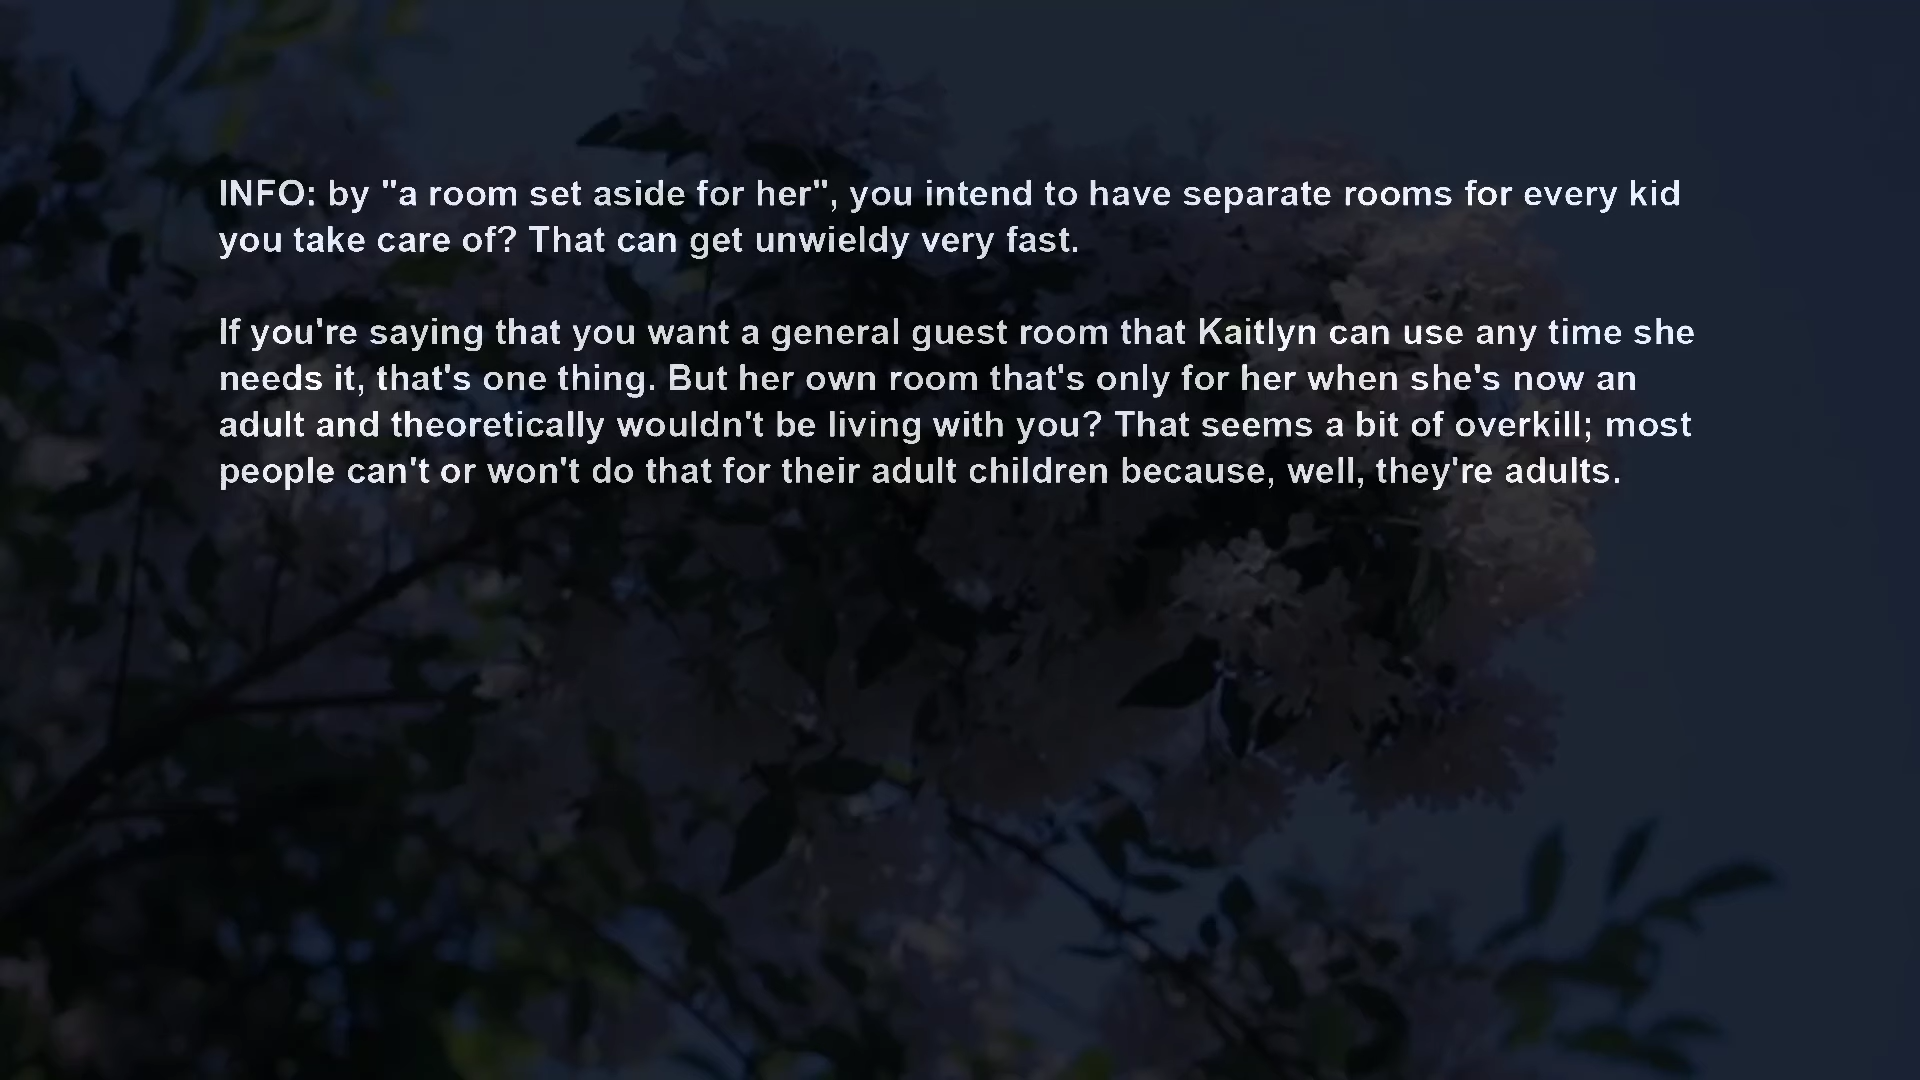 INFO: by "a room set aside for her", you intend to have separate rooms for every kid
you take care of? That can get unwieldy very fast.
If you're saying that you want a general guest room that Kaitlyn can use any time she
needs it, that's one thing. But her own room that's only for her when she's now an
adult and theoretically wouldn't be living with you? That seems a bit of overkill; most
people can't or won't do that for their adult children because, well, they're adults.